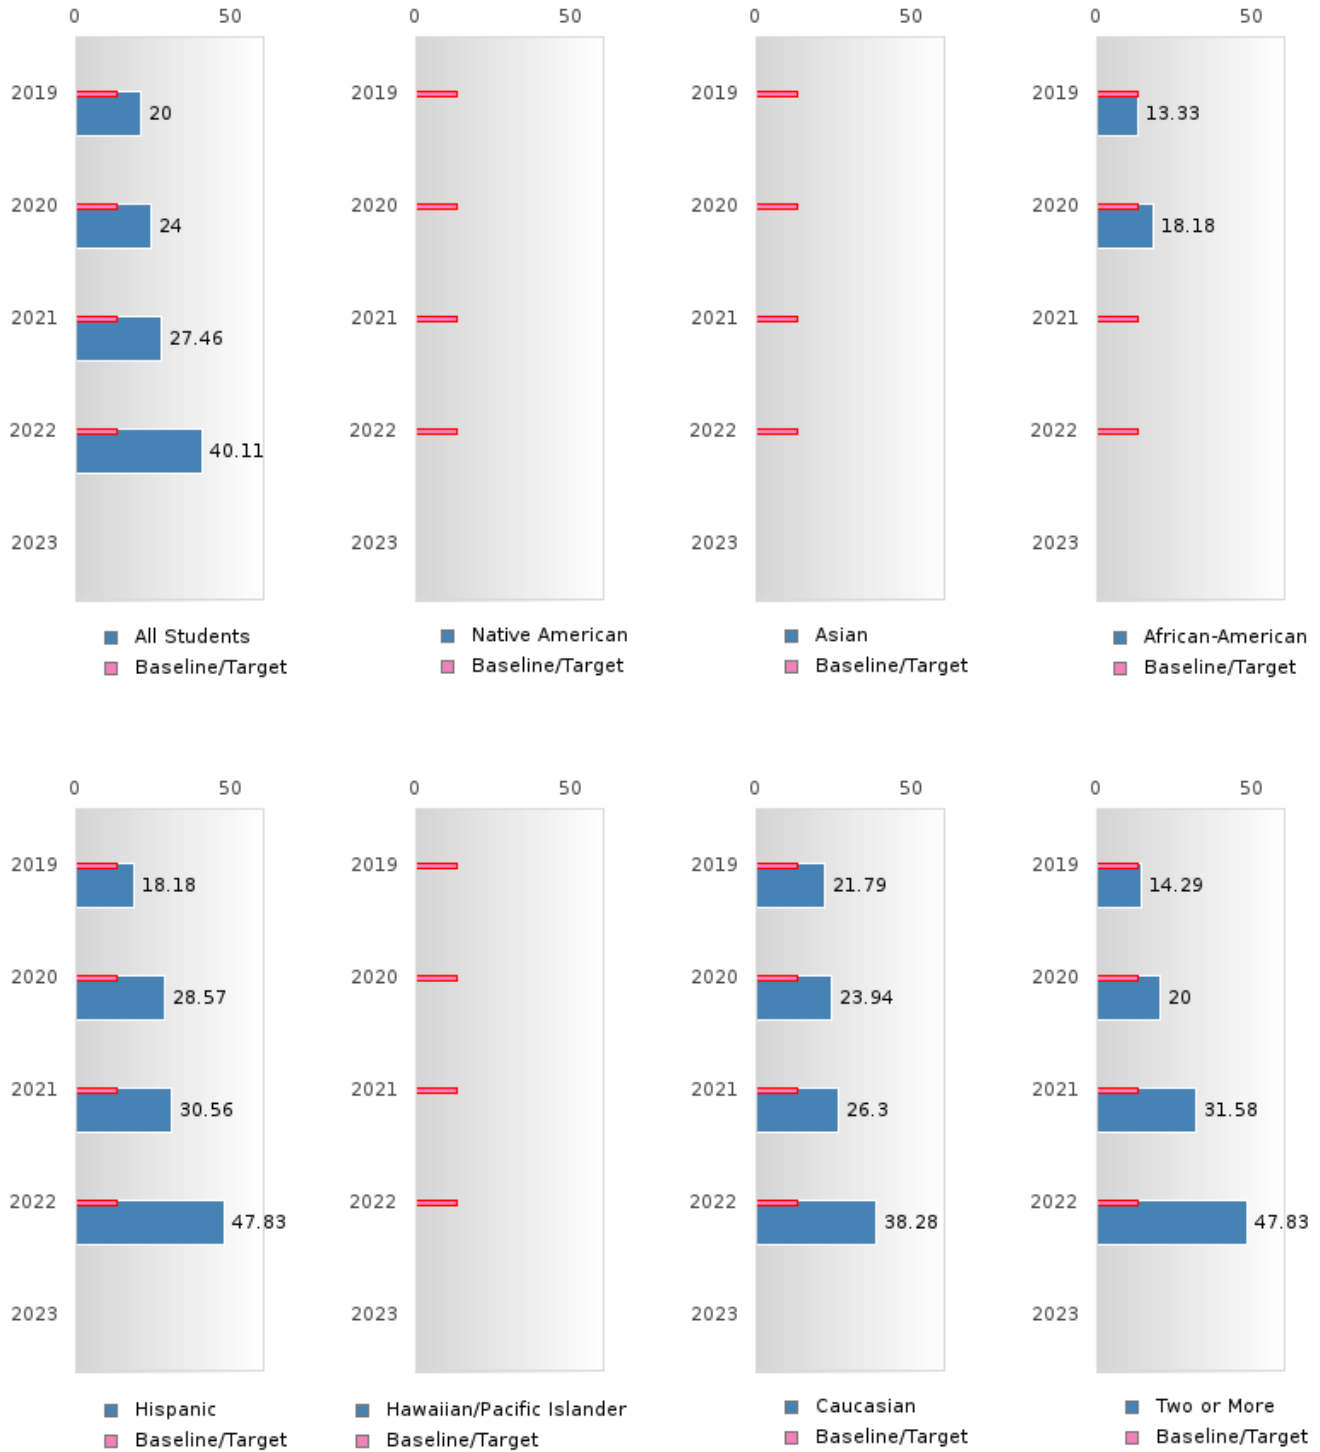 0 50 0 50 0 50 0 50
2019 20 2019 2019 2019 13.33
2020 24 2020 2020 2020 18.18
2021 27.46 2021 2021 2021
2022 40.11 2022 2022 2022
2023 2023 2023 2023
All Students Native American Asian African-American
Baseline/Target Baseline/Target Baseline/Target Baseline/Target
0 50 0 50 0 50 0 50
2019 18.18 2019 2019 21.79 2019 14.29
2020 28.57 2020 2020 23.94 2020 20
2021 30.56 2021 2021 26.3 2021 31.58
2022 47.83 2022 2022 38.28 2022 47.83
2023 2023 2023 2023
Hispanic Hawaiian/Pacific Islander Caucasian Two or More
Baseline/Target Baseline/Target Baseline/Target Baseline/Target